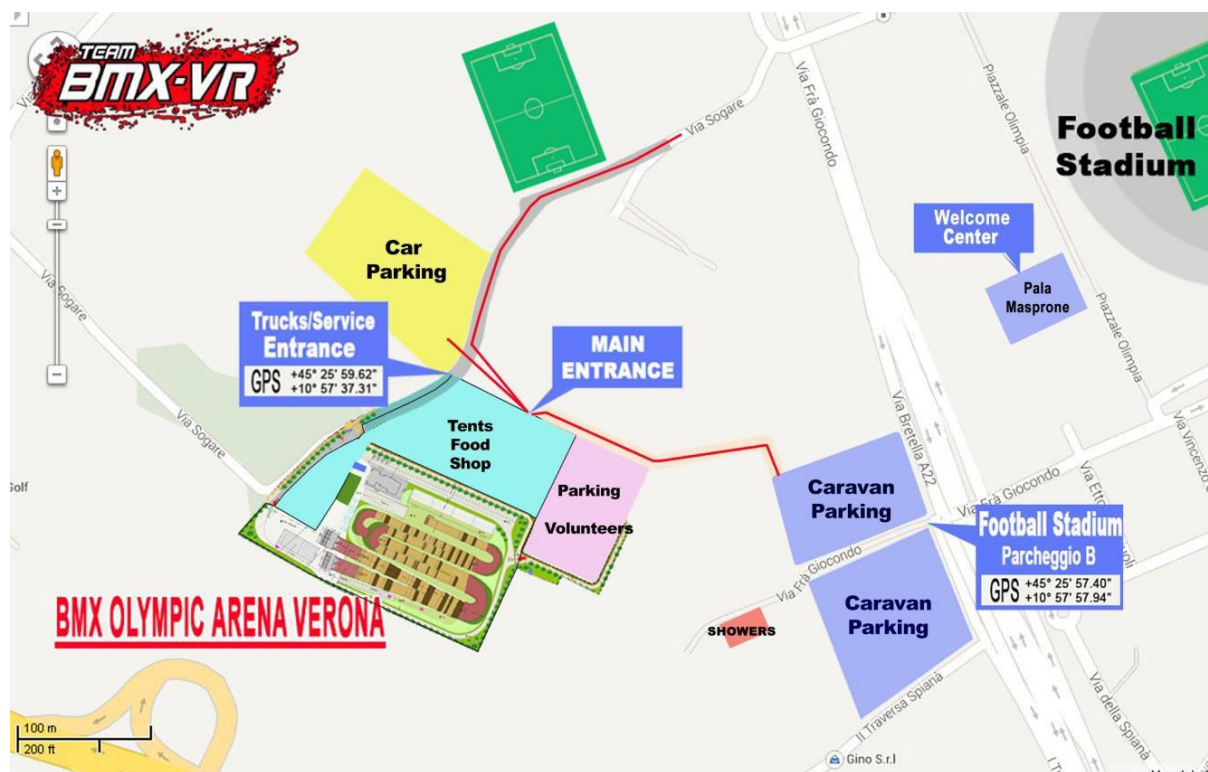 TEAM
BMX-VR
Via Sogare
Via Frà Giocondo
Piazzale Olimpia
Football
Stadium
Welcome
Center
Pala
Masprone
Piazzale Olimpia
Car
Parking
Via Sogare
Trucks/Service
Entrance
GPS +45° 25' 59.62"
+10° 57' 37.31"
MAIN
ENTRANCE
Via Sogare
Tents
Food
Shop
Parking
Volunteers
Via Bretella A22
Caravan
Parking
Via Frà Giocondo
Via Vincenzo
Football Stadium
Parcheggio B
GPS +45° 25' 57.40"
+10° 57' 57.94"
Via Frà Giocondo
Caravan
Parking
SHOWERS
BMX OLYMPIC ARENA VERONA
II Traversa Spianà
Via della Spianà
Golf
100 m
200 ft
Gino S.r.l